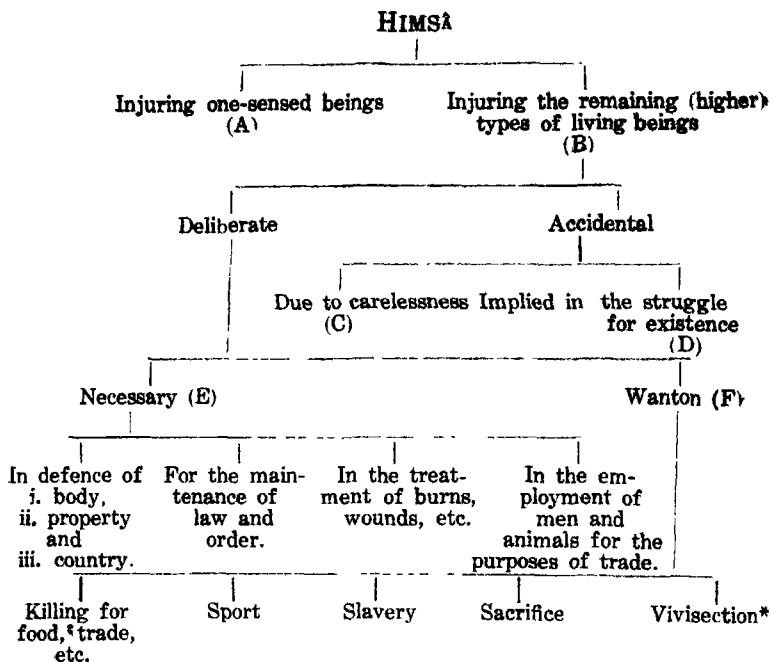 HIMSÂ
Injuring one-sensed beings
(A)
Injuring the remaining (higher)
types of living beings
(B)
Deliberate
Accidental
Due to carelessness
(C)
Implied in the struggle
for existence
(D)
Necessary (E)
Wanton (F)
In defence of
i. body,
ii. property
and
iii. country.
For the main-
tenance of
law and
order.
In the treat-
ment of burns,
wounds, etc.
In the em-
ployment of
men and
animals for the
purposes of trade.
Killing for
food, trade,
etc.
Sport
Slavery
Sacrifice
Vivisection*